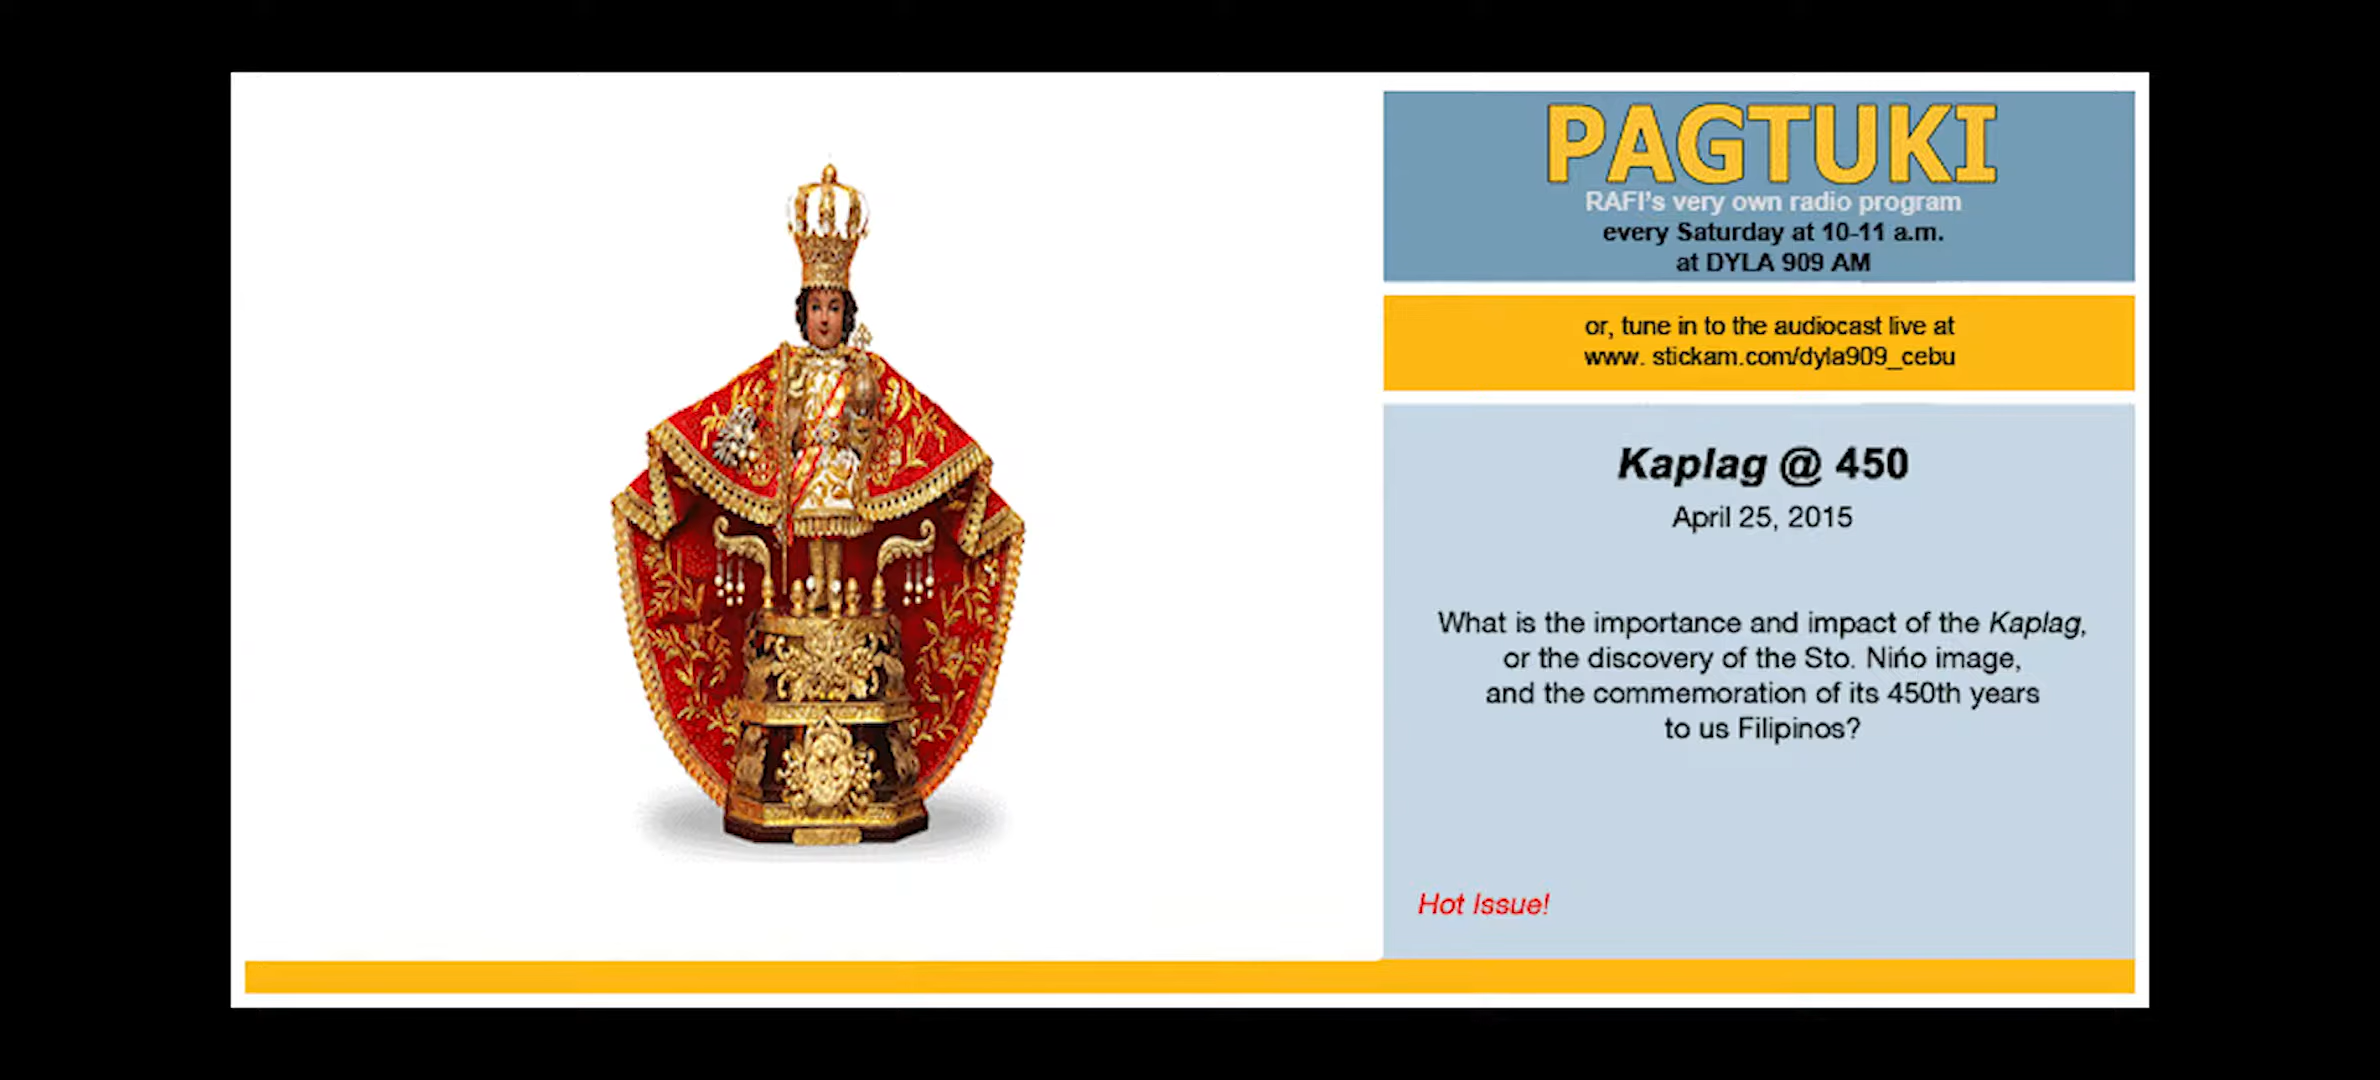 PAGTUKI
RAFI's very own radio program
every Saturday at 10-11 a.m.
at DYLA 909 AM
or, tune in to the audiocast live at
www. stickam.com/dyla909_cebu
Kaplag @ 450
April 25, 2015
What is the importance and impact of the Kaplag,
or the discovery of the Sto. Nińo image,
and the commemoration of its 450th years
to us Filipinos?
Hot Issue!